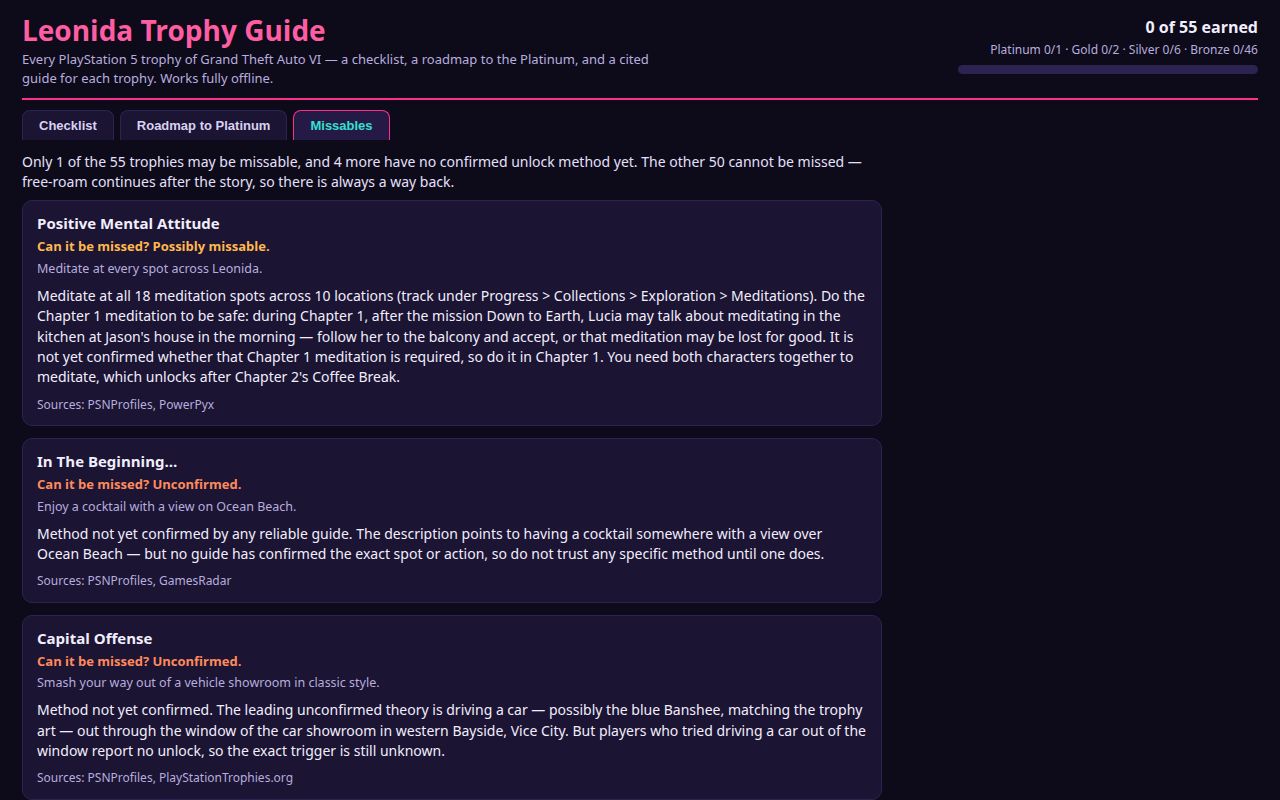 Leonida Trophy Guide
Every PlayStation 5 trophy of Grand Theft Auto VI — a checklist, a roadmap to the Platinum, and a cited
guide for each trophy. Works fully offline.
0 of 55 earned
Platinum 0/1 · Gold 0/2 · Silver 0/6 · Bronze 0/46
Checklist
Roadmap to Platinum
Missables
Only 1 of the 55 trophies may be missable, and 4 more have no confirmed unlock method yet. The other 50 cannot be missed —
free-roam continues after the story, so there is always a way back.
Positive Mental Attitude
Can it be missed? Possibly missable.
Meditate at every spot across Leonida.
Meditate at all 18 meditation spots across 10 locations (track under Progress > Collections > Exploration > Meditations). Do the
Chapter 1 meditation to be safe: during Chapter 1, after the mission Down to Earth, Lucia may talk about meditating in the
kitchen at Jason's house in the morning — follow her to the balcony and accept, or that meditation may be lost for good. It is
not yet confirmed whether that Chapter 1 meditation is required, so do it in Chapter 1. You need both characters together to
meditate, which unlocks after Chapter 2's Coffee Break.
Sources: PSNProfiles, PowerPyx
In The Beginning…
Can it be missed? Unconfirmed.
Enjoy a cocktail with a view on Ocean Beach.
Method not yet confirmed by any reliable guide. The description points to having a cocktail somewhere with a view over
Ocean Beach — but no guide has confirmed the exact spot or action, so do not trust any specific method until one does.
Sources: PSNProfiles, GamesRadar
Capital Offense
Can it be missed? Unconfirmed.
Smash your way out of a vehicle showroom in classic style.
Method not yet confirmed. The leading unconfirmed theory is driving a car — possibly the blue Banshee, matching the trophy
art — out through the window of the car showroom in western Bayside, Vice City. But players who tried driving a car out of the
window report no unlock, so the exact trigger is still unknown.
Sources: PSNProfiles, PlayStationTrophies.org